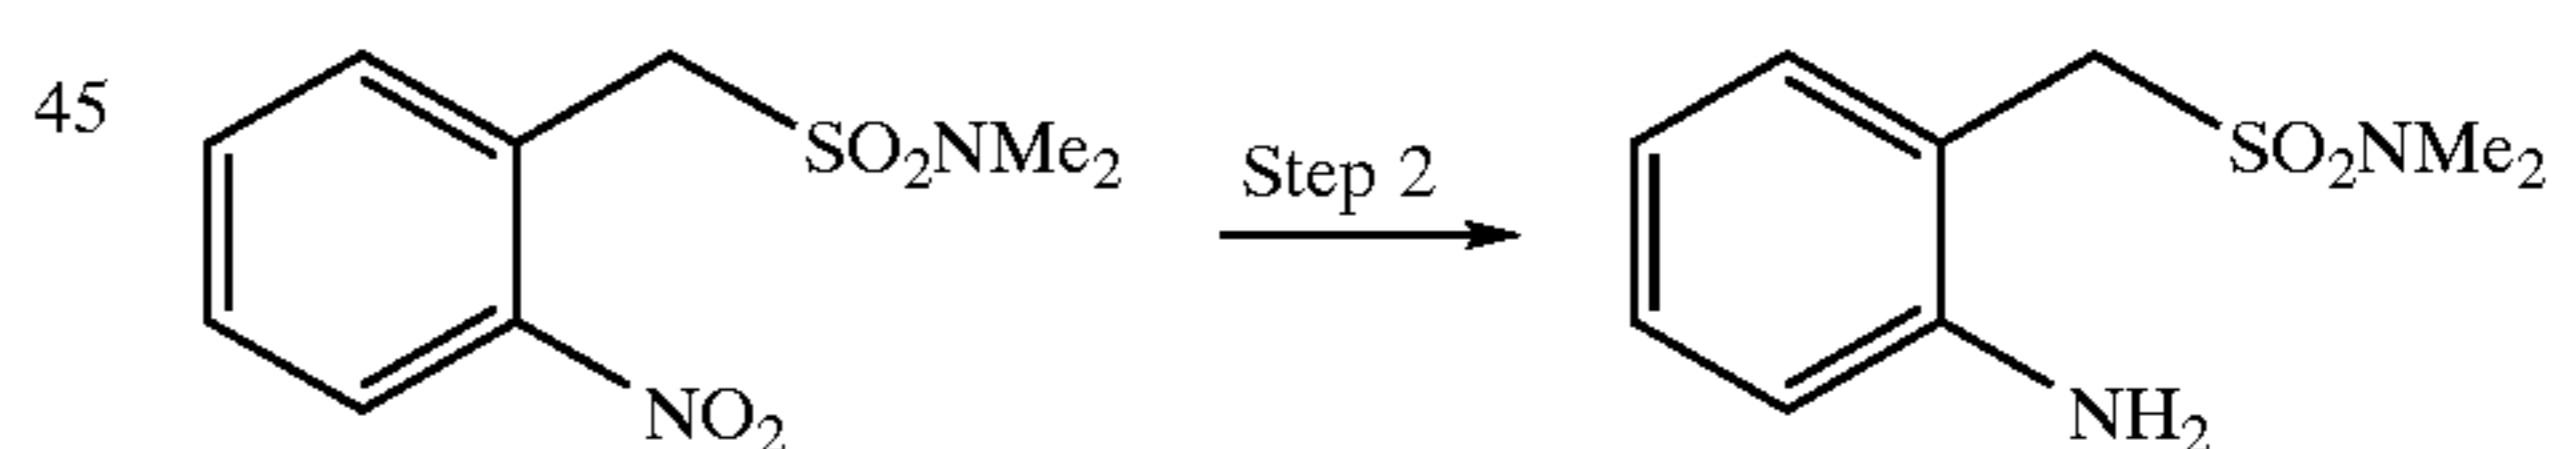 45
SO₂NMe₂
Step 2
SO₂NMe₂
NO₂
NH₂